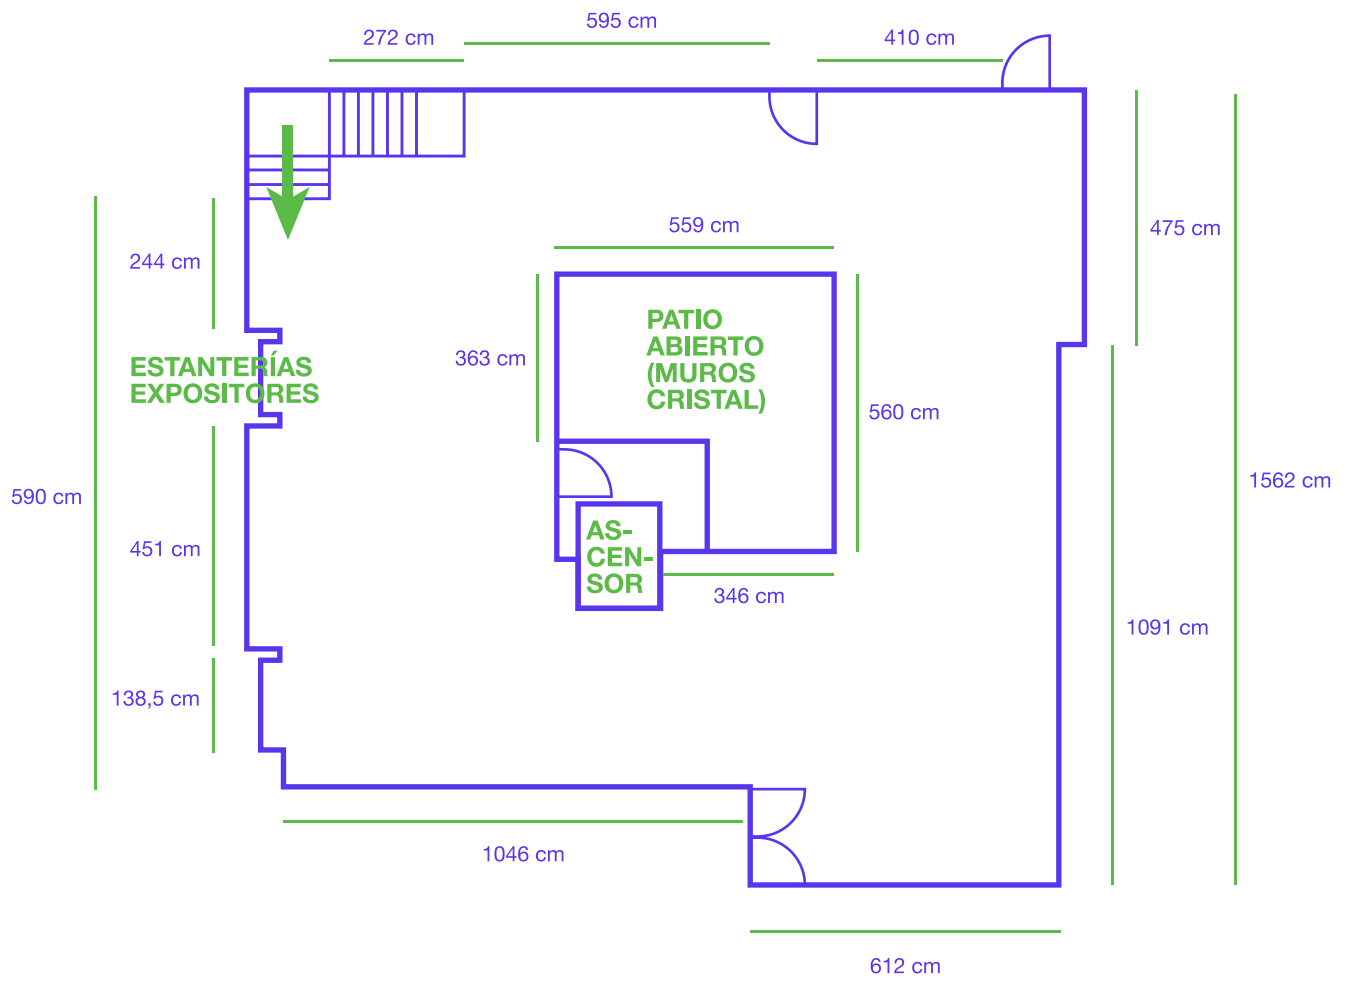 595 cm
272 cm
410 cm
559 cm
475 cm
244 cm
PATIO
ABIERTO
(MUROS
CRISTAL)
363 cm
ESTANTERÍAS
EXPOSITORES
560 cm
1562 cm
590 cm
451 cm
AS-
CEN-
SOR
346 cm
1091 cm
138,5 cm
1046 cm
612 cm